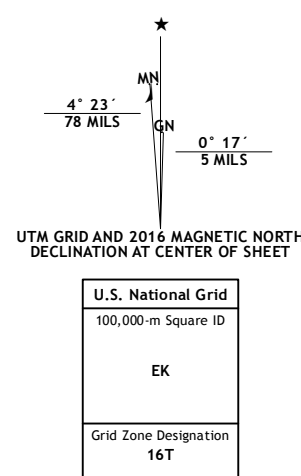 ★
MN
GN
4° 23´
78 MILS
0° 17´
5 MILS
UTM GRID AND 2016 MAGNETIC NORTH
DECLINATION AT CENTER OF SHEET
U.S. National Grid
100,000-m Square ID
EK
Grid Zone Designation
16T